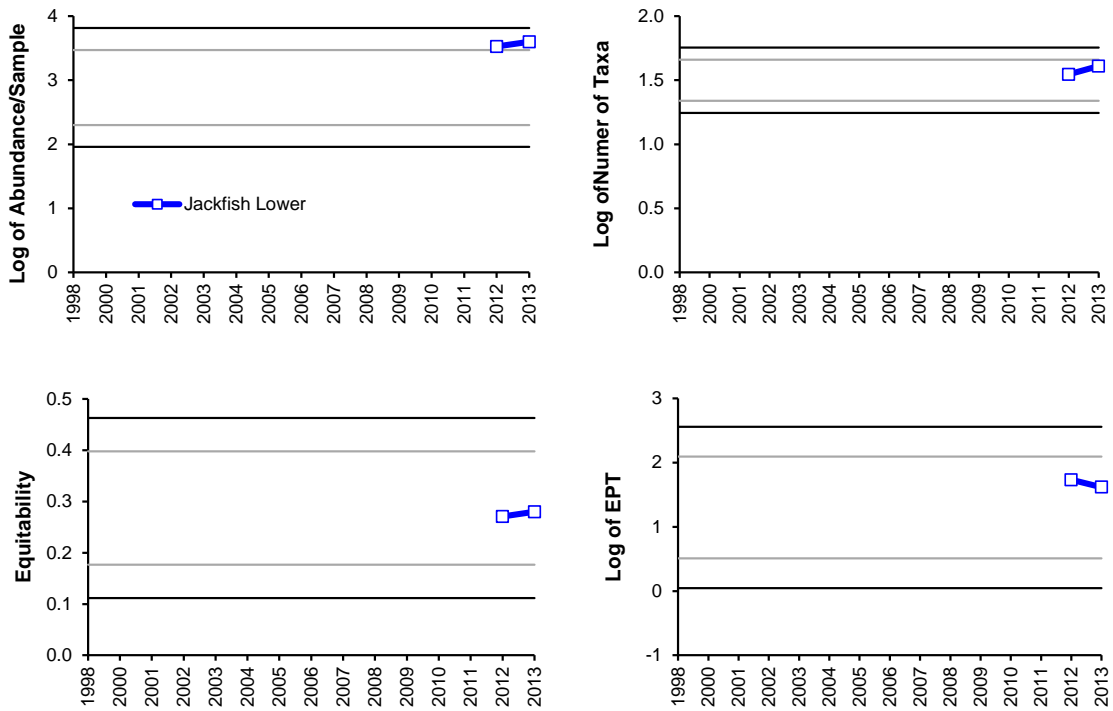 Log of Abundance/Sample
4
3
2
1
0
Jackfish Lower
1998 2000 2001 2002 2003 2004 2005 2006 2007 2008 2009 2010 2011 2012 2013
Log ofNumer of Taxa
2.0
1.5
1.0
0.5
0.0
1998 2000 2001 2002 2003 2004 2005 2006 2007 2008 2009 2010 2011 2012 2013
Equitability
0.5
0.4
0.3
0.2
0.1
0.0
1998 2000 2001 2002 2003 2004 2005 2006 2007 2008 2009 2010 2011 2012 2013
Log of EPT
3
2
1
0
-1
1998 2000 2001 2002 2003 2004 2005 2006 2007 2008 2009 2010 2011 2012 2013